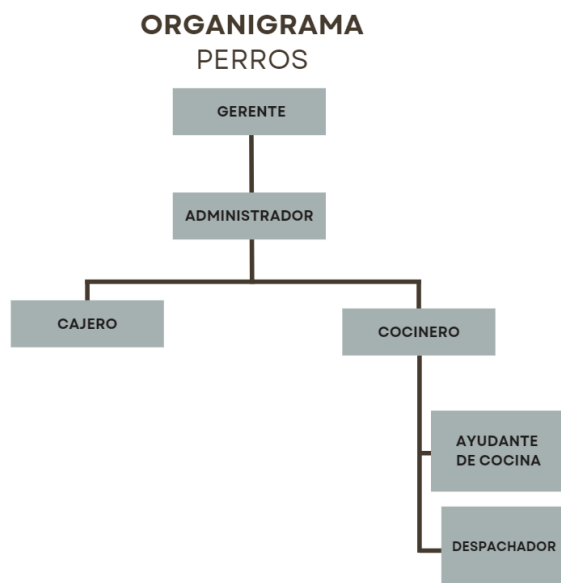 ORGANIGRAMA
PERROS
GERENTE
ADMINISTRADOR
CAJERO
COCINERO
AYUDANTE
DE COCINA
DESPACHADOR